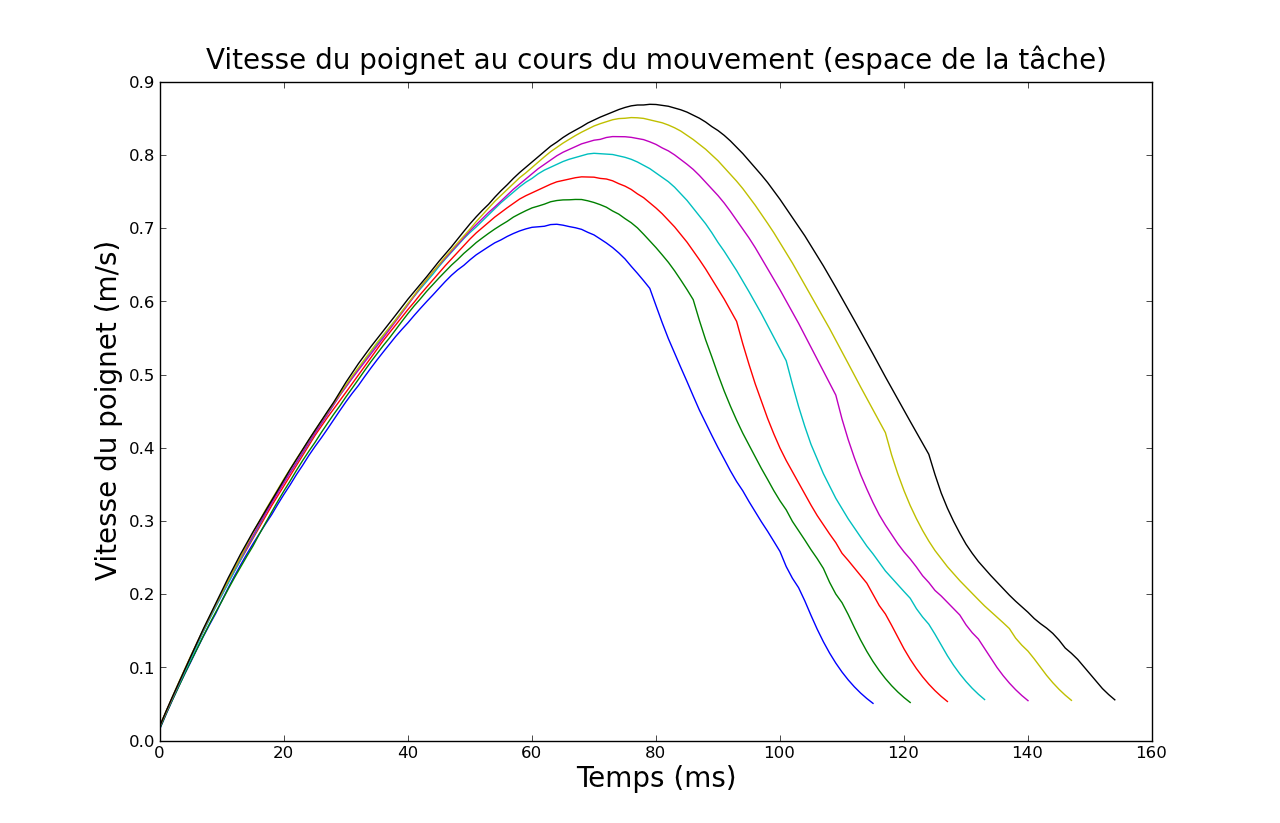 Vitesse du poignet au cours du mouvement (espace de la tâche)
Vitesse du poignet (m/s)
0.9
0.8
0.7
0.6
0.5
0.4
0.3
0.2
0.1
0.0
0 20 40 60 80 100 120 140 160
Temps (ms)